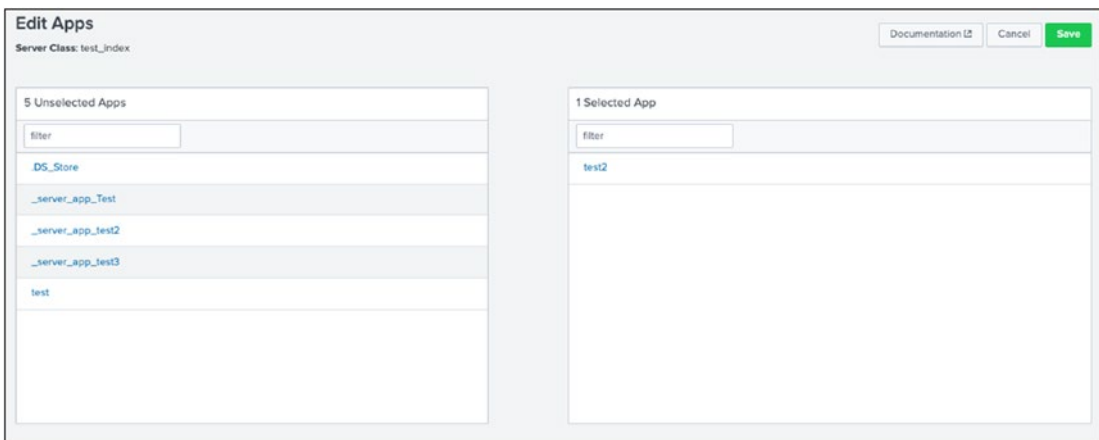 Edit Apps
Server Class: test_index
Documentation
Cancel
Save
5 Unselected Apps
filter
.DS_Store
_server_app_Test
_server_app_test2
_server_app_test3
test
1 Selected App
filter
test2